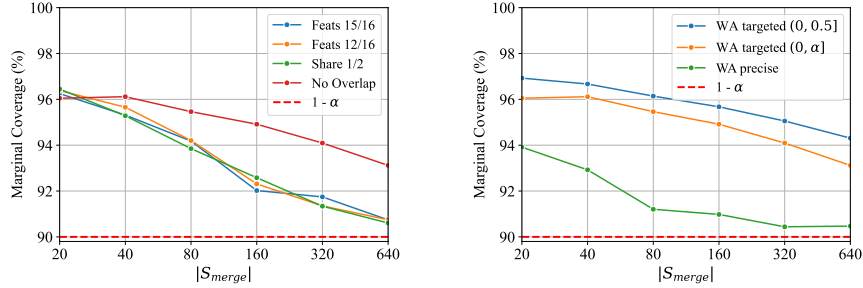 Marginal Coverage (%)
100
98
96
94
92
90
20
40
80
160
320
640
|S_merge|
Feats 15/16
Feats 12/16
Share 1/2
No Overlap
1 - α
Marginal Coverage (%)
100
98
96
94
92
90
20
40
80
160
320
640
|S_merge|
WA targeted (0, 0.5]
WA targeted (0, α]
WA precise
1 - α